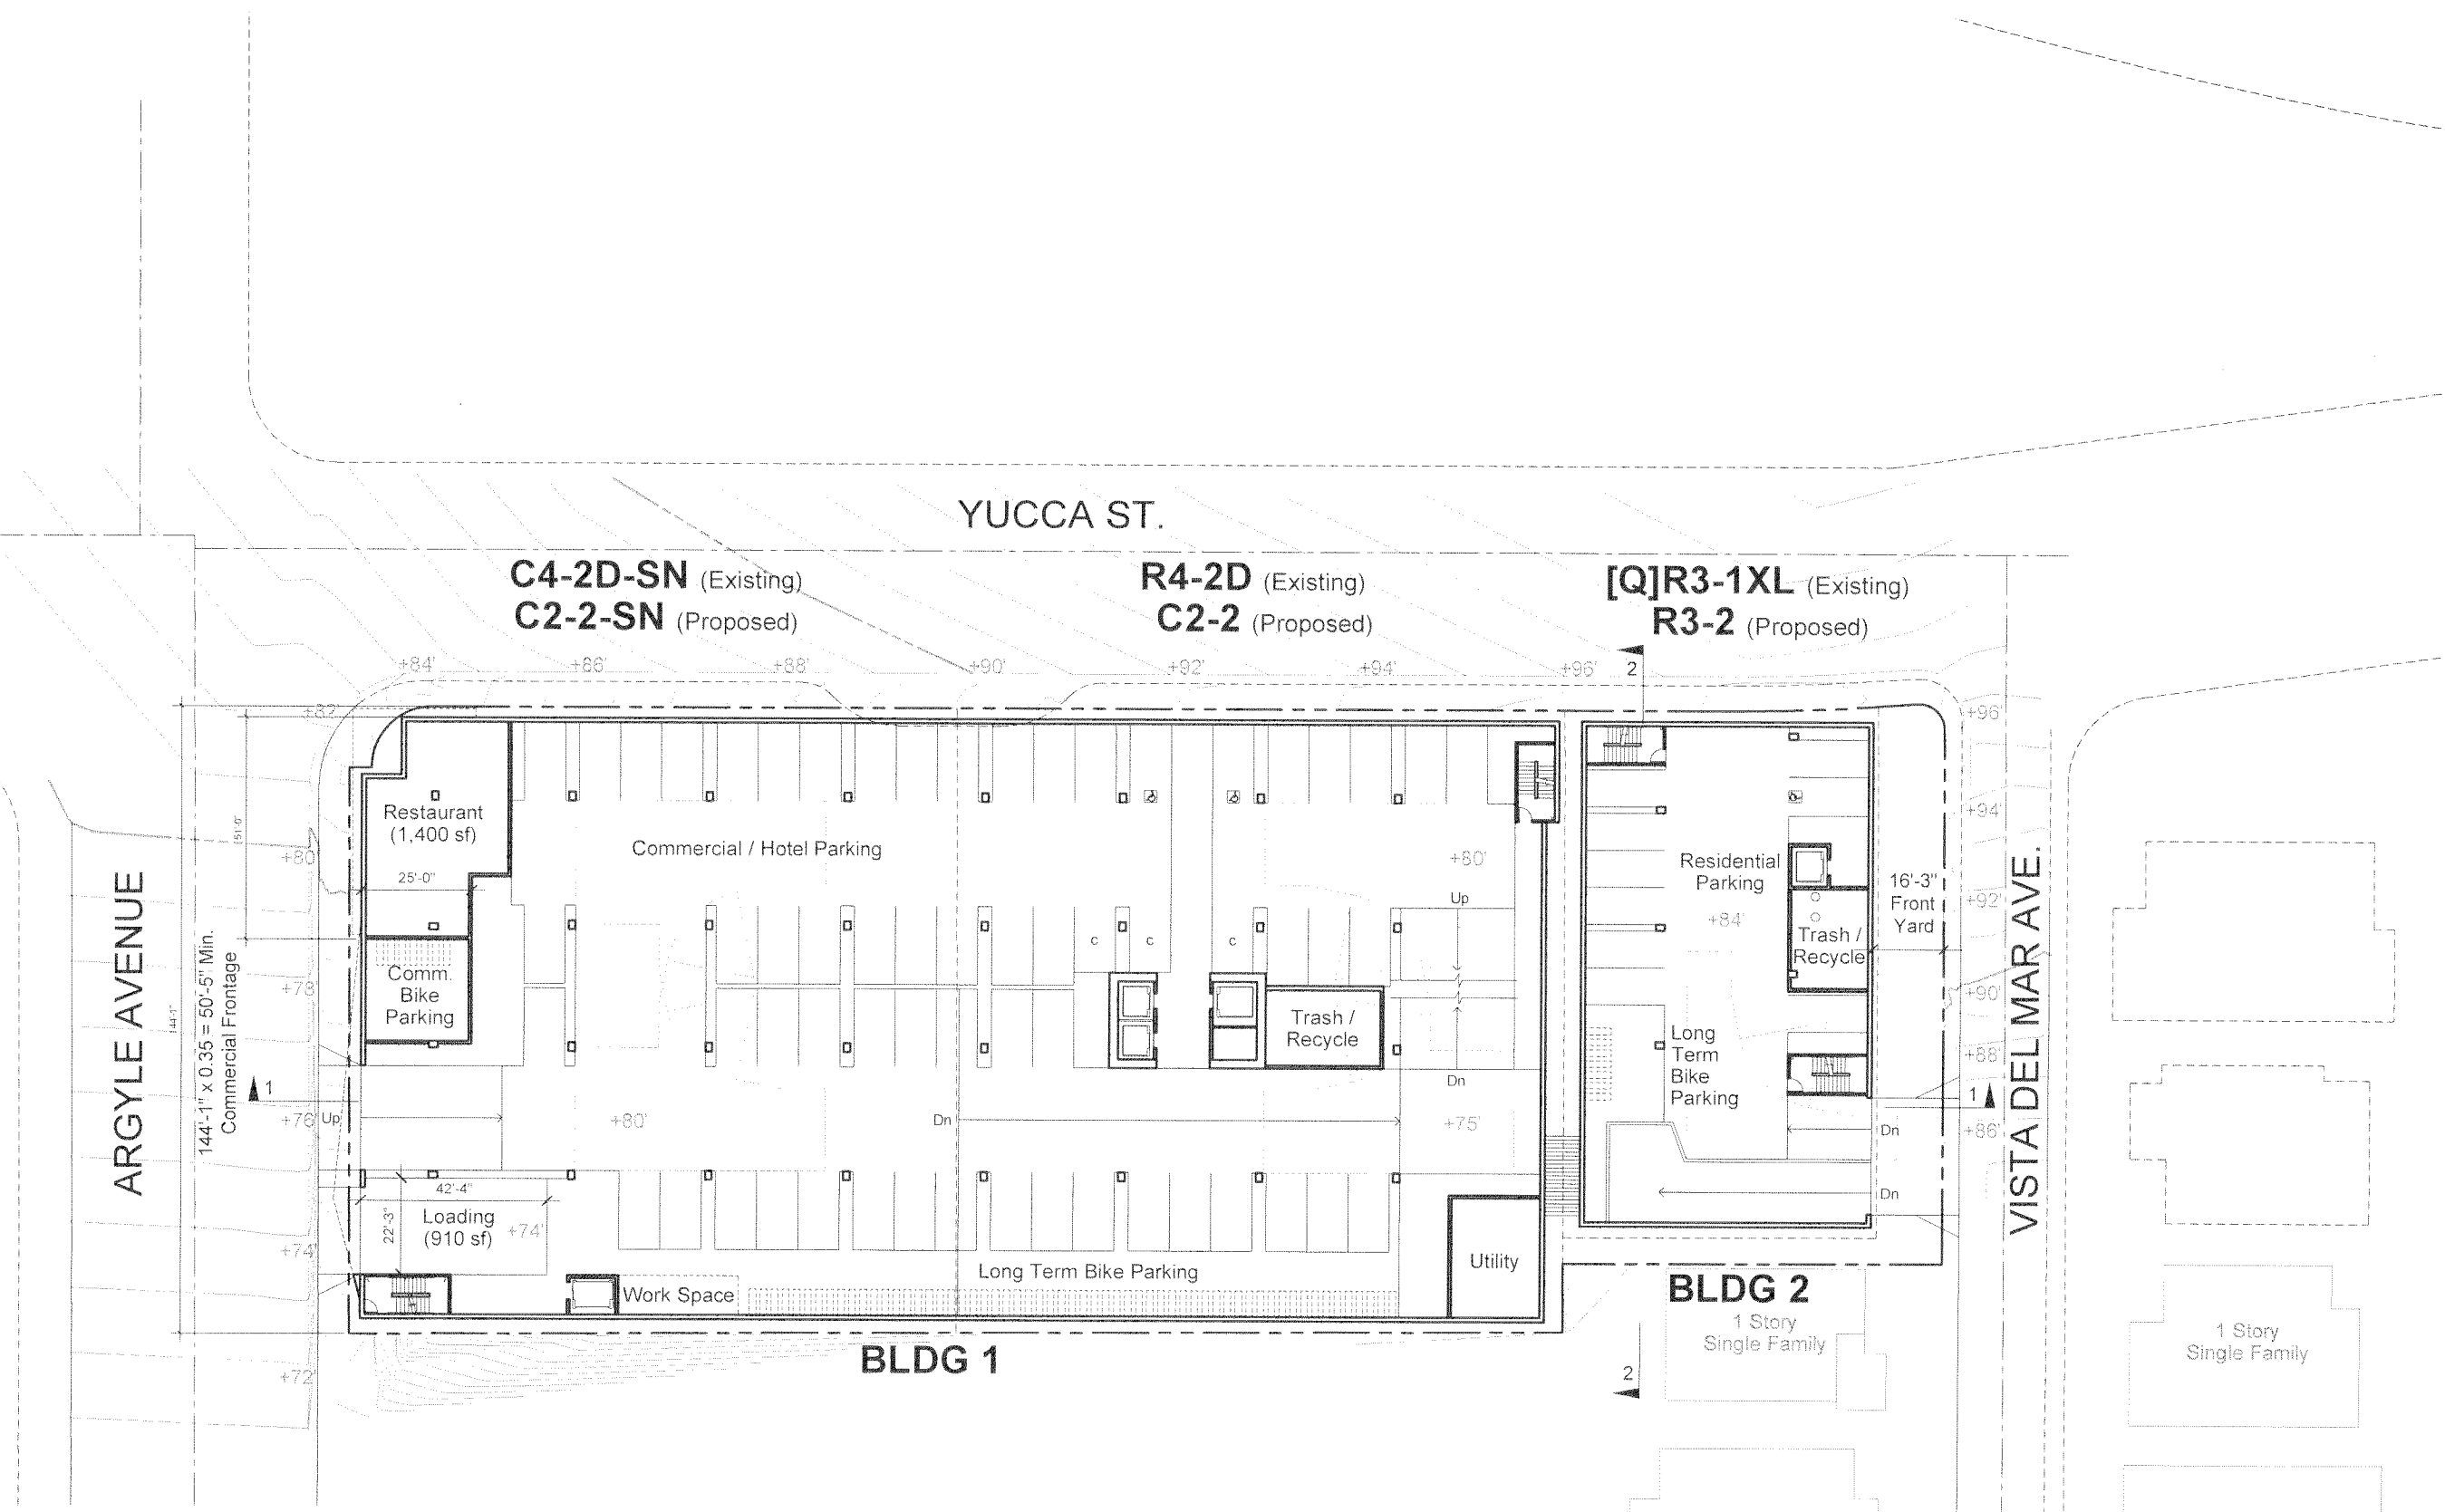 YUCCA ST.
C4-2D-SN (Existing)
C2-2-SN (Proposed)
R4-2D (Existing)
C2-2 (Proposed)
[Q]R3-1XL (Existing)
R3-2 (Proposed)
+84'
+86'
+88'
+90'
+92'
+94'
+96'
2
+82'
+96'
Restaurant
(1,400 sf)
51'-0"
25'-0"
+80'
Commercial / Hotel Parking
+80'
Up
+94'
Residential
Parking
+84'
16'-3"
Front
Yard
+92'
Trash /
Recycle
c
c
c
ARGYLE AVENUE
144'-1"
144'-1" x 0.35 = 50'-5" Min.
Commercial Frontage
+78'
Comm.
Bike
Parking
Trash /
Recycle
+90'
VISTA DEL MAR AVE.
Long
Term
Bike
Parking
+88'
1
+76'
Up
+80'
Dn
Dn
+75'
1
+86'
Dn
Dn
42'-4"
22'-3"
Loading
(910 sf)
+74'
+74'
Utility
Long Term Bike Parking
Work Space
BLDG 1
BLDG 2
1 Story
Single Family
1 Story
Single Family
2
+72'